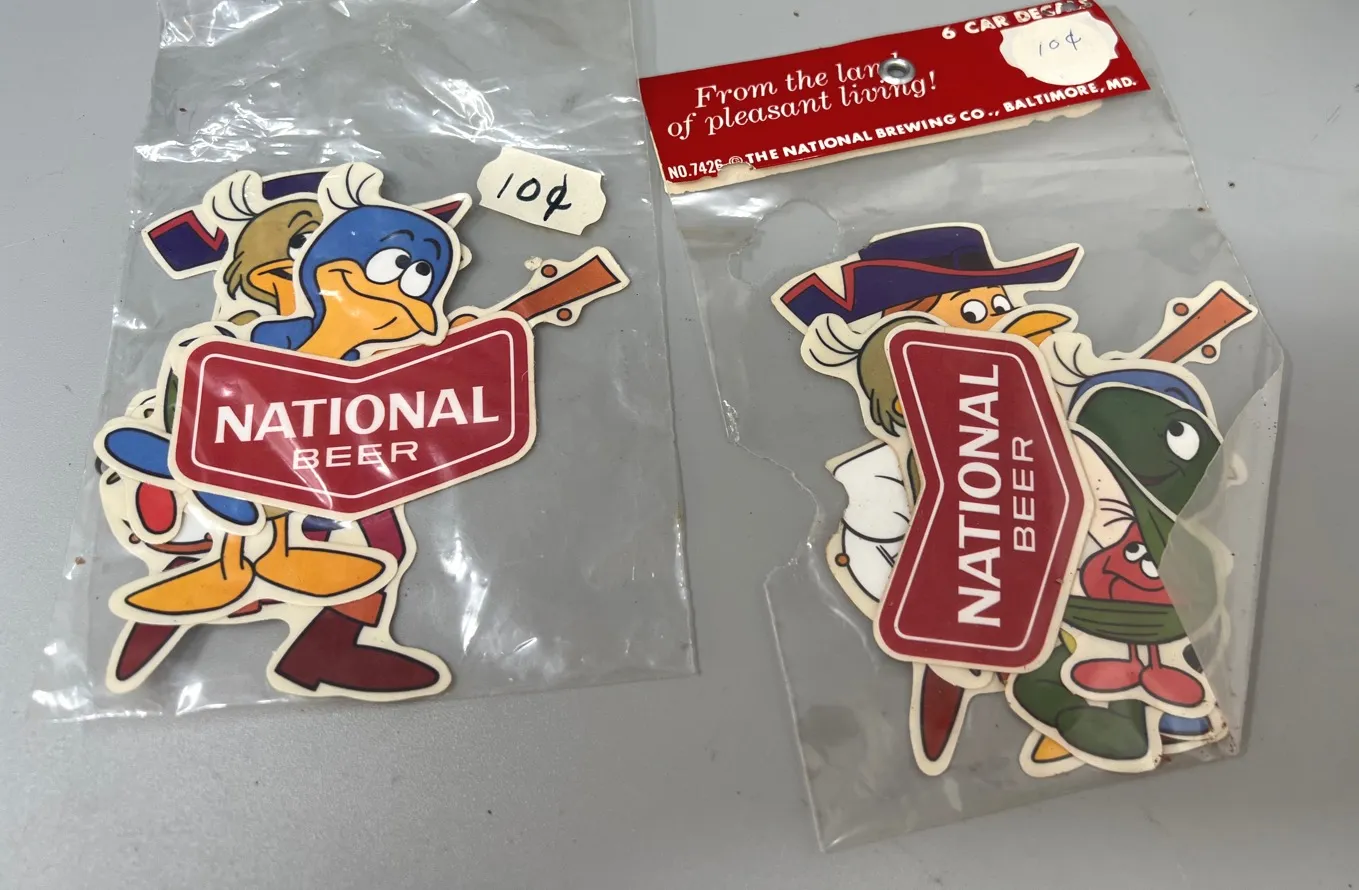 10¢
NATIONAL
BEER
6 CAR DECALS
10¢
From the land
of pleasant living!
NO.7426 © THE NATIONAL BREWING CO., BALTIMORE, MD.
NATIONAL
BEER